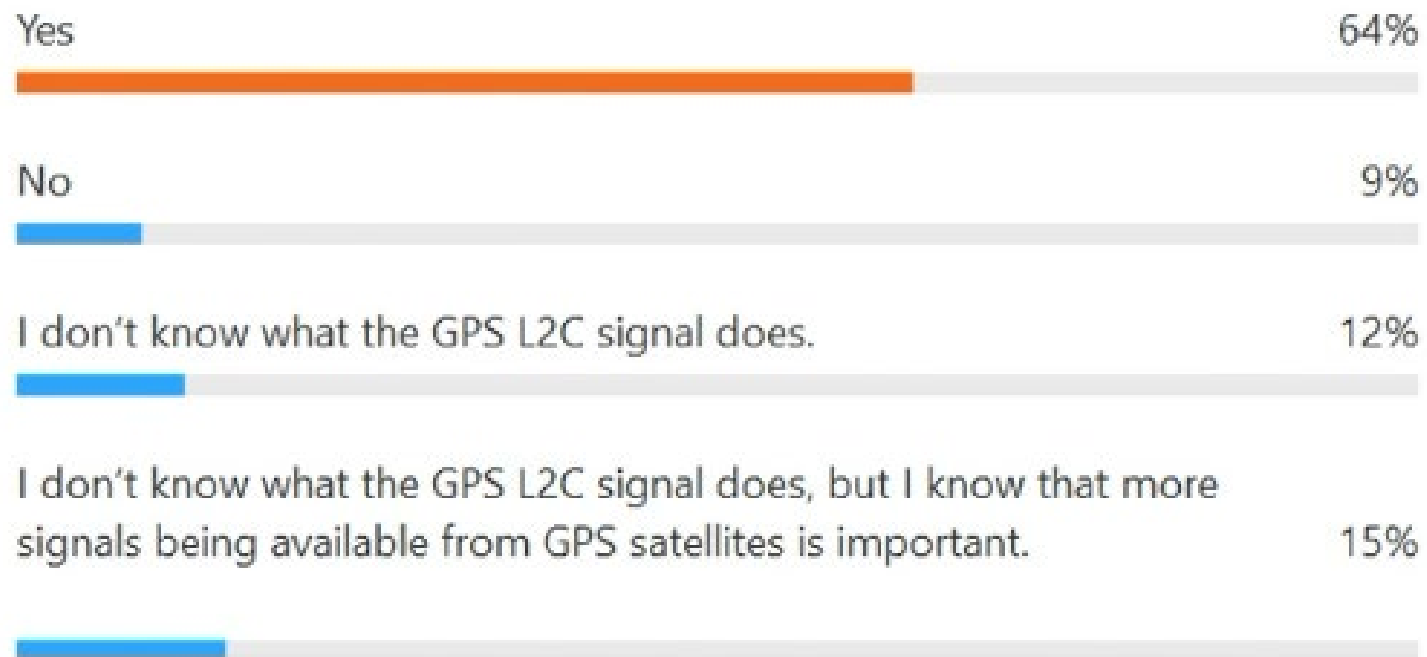 Yes 64%
No 9%
I don't know what the GPS L2C signal does. 12%
I don't know what the GPS L2C signal does, but I know that more
signals being available from GPS satellites is important. 15%